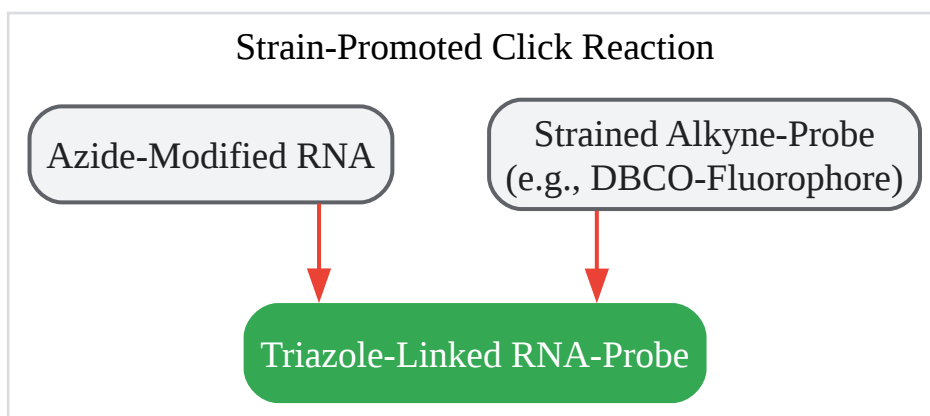 Strain-Promoted Click Reaction
Azide-Modified RNA
Strained Alkyne-Probe
(e.g., DBCO-Fluorophore)
Triazole-Linked RNA-Probe